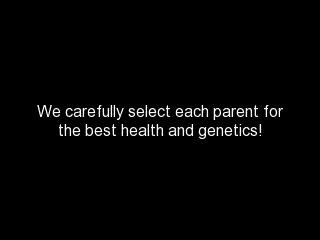 We carefully select each parent for
the best health and genetics!